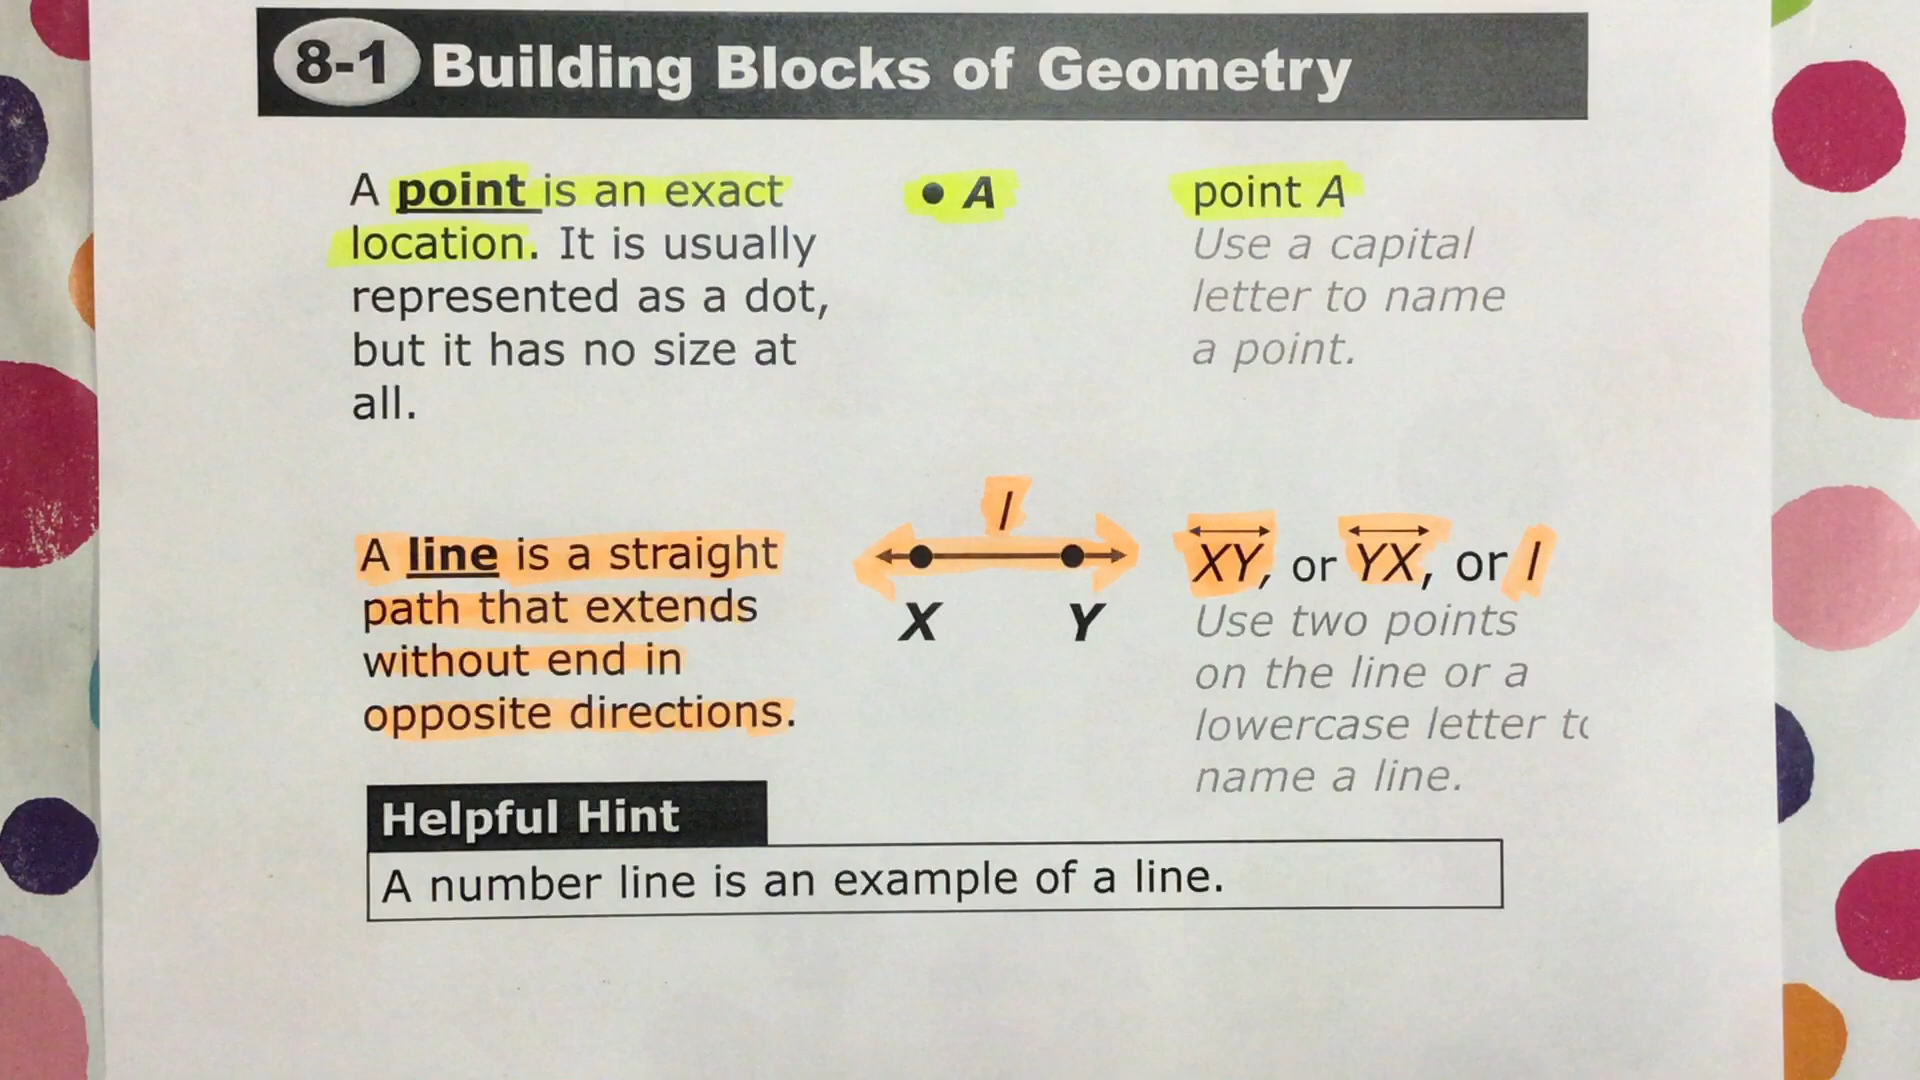 8-1 Building Blocks of Geometry
A point is an exact
location. It is usually
represented as a dot,
but it has no size at
all.
A
point A
Use a capital
letter to name
a point.
A line is a straight
path that extends
without end in
opposite directions.
l
X Y
XY, or YX, or l
Use two points
on the line or a
lowercase letter to
name a line.
Helpful Hint
A number line is an example of a line.